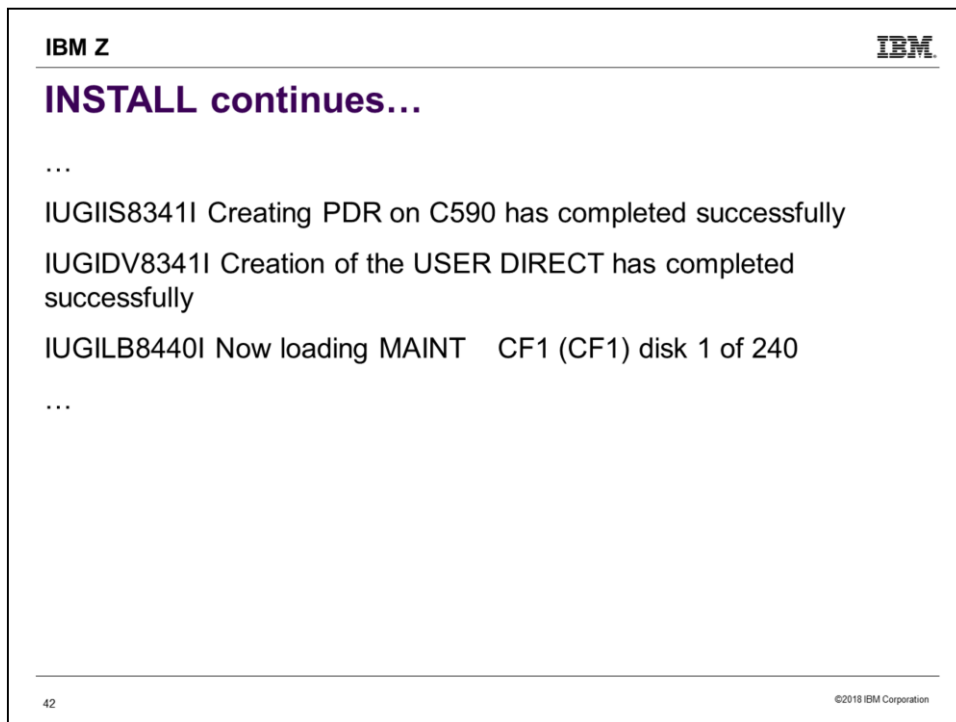 IBM Z
IBM.
INSTALL continues…
…
IUGIIS8341I Creating PDR on C590 has completed successfully
IUGIDV8341I Creation of the USER DIRECT has completed
successfully
IUGILB8440I Now loading MAINT    CF1 (CF1) disk 1 of 240
…
42
©2018 IBM Corporation